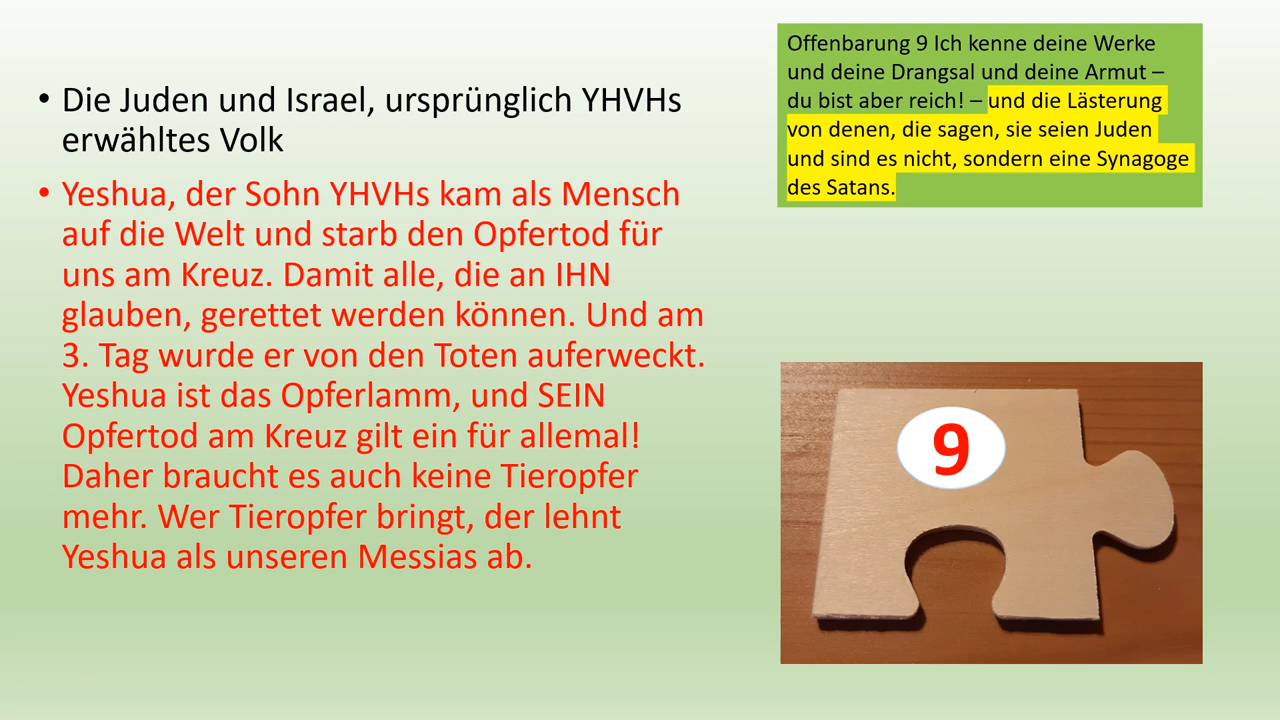 • Die Juden und Israel, ursprünglich YHVHs
erwähltes Volk
• Yeshua, der Sohn YHVHs kam als Mensch
auf die Welt und starb den Opfertod für
uns am Kreuz. Damit alle, die an IHN
glauben, gerettet werden können. Und am
3. Tag wurde er von den Toten auferweckt.
Yeshua ist das Opferlamm, und SEIN
Opfertod am Kreuz gilt ein für allemal!
Daher braucht es auch keine Tieropfer
mehr. Wer Tieropfer bringt, der lehnt
Yeshua als unseren Messias ab.
Offenbarung 9 Ich kenne deine Werke
und deine Drangsal und deine Armut –
du bist aber reich! – und die Lästerung
von denen, die sagen, sie seien Juden
und sind es nicht, sondern eine Synagoge
des Satans.
9